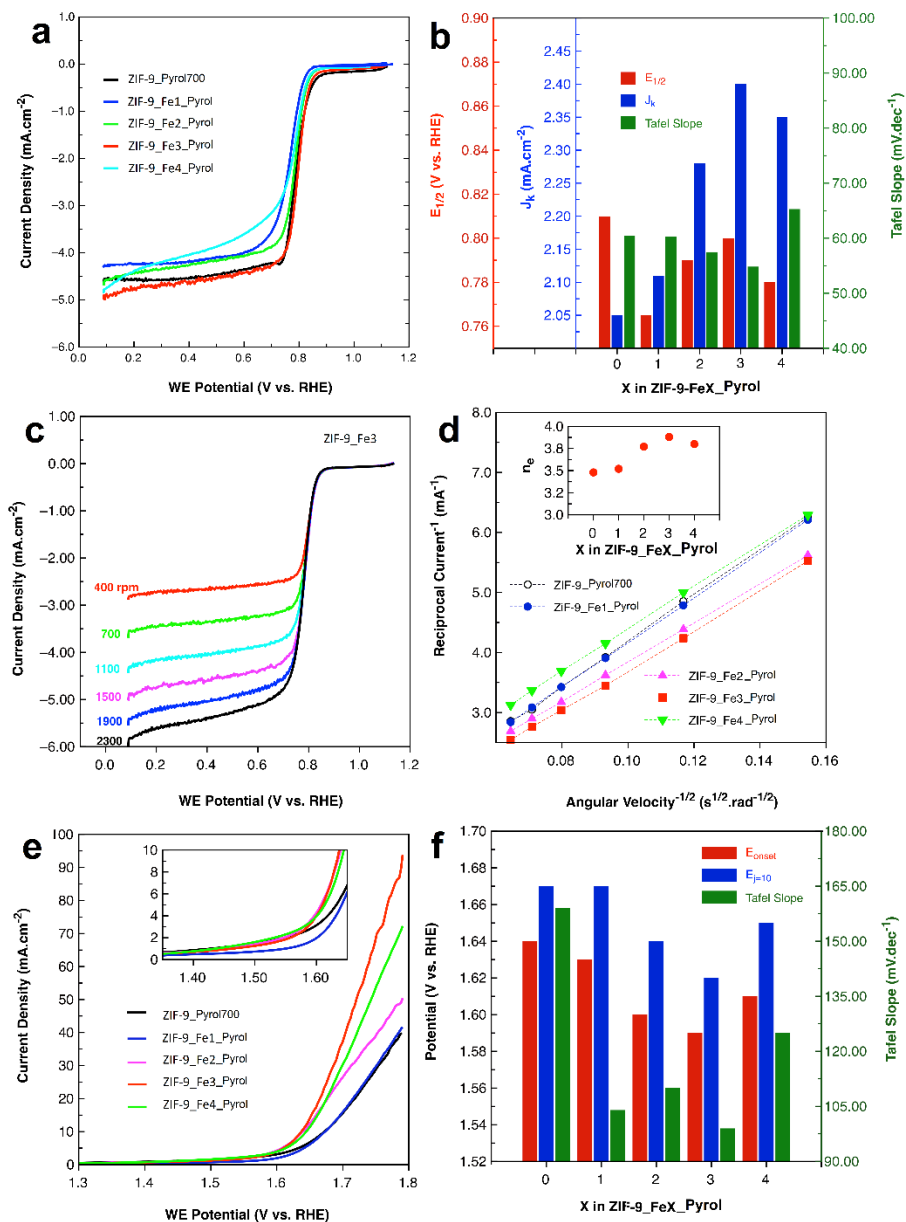 a
0.0
−1.0
−2.0
−3.0
−4.0
−5.0
−6.0
Current Density (mA.cm⁻²)
ZIF-9_Pyrol700
ZIF-9_Fe1_Pyrol
ZIF-9_Fe2_Pyrol
ZIF-9_Fe3_Pyrol
ZIF-9_Fe4_Pyrol
0.0 0.2 0.4 0.6 0.8 1.0 1.2
WE Potential (V vs. RHE)
b
0.90
0.88
0.86
0.84
0.82
0.80
0.78
0.76
E1/2 (V vs. RHE)
2.45
2.40
2.35
2.30
2.25
2.20
2.15
2.10
2.05
Jk (mA.cm⁻²)
E1/2
Jk
Tafel Slope
100.00
90.00
80.00
70.00
60.00
50.00
40.00
Tafel Slope (mV.dec⁻¹)
0 1 2 3 4
X in ZIF-9-FeX_Pyrol
c
1.00
0.00
−1.00
−2.00
−3.00
−4.00
−5.00
−6.00
Current Density (mA.cm⁻²)
ZIF-9_Fe3
400 rpm
700
1100
1500
1900
2300
0.0 0.2 0.4 0.6 0.8 1.0 1.2
WE Potential (V vs. RHE)
d
8.0
7.0
6.0
5.0
4.0
3.0
Reciprocal Current⁻¹ (mA⁻¹)
4.5
4.0
3.5
3.0
ne
0 1 2 3 4
X in ZIF-9_FeX_Pyrol
ZIF-9_Pyrol700
ZIF-9_Fe1_Pyrol
ZIF-9_Fe2_Pyrol
ZIF-9_Fe3_Pyrol
ZIF-9_Fe4_Pyrol
0.08 0.10 0.12 0.14 0.16
Angular Velocity⁻¹/² (s¹/².rad⁻¹/²)
e
100
90
80
70
60
50
40
30
20
10
0
Current Density (mA.cm⁻²)
10
8
6
4
2
0
1.40 1.50 1.60
ZIF-9_Pyrol700
ZIF-9_Fe1_Pyrol
ZIF-9_Fe2_Pyrol
ZIF-9_Fe3_Pyrol
ZIF-9_Fe4_Pyrol
1.3 1.4 1.5 1.6 1.7 1.8
WE Potential (V vs. RHE)
f
1.70
1.68
1.66
1.64
1.62
1.60
1.58
1.56
1.54
1.52
Potential (V vs. RHE)
Eonset
Ej=10
Tafel Slope
180.00
165.00
150.00
135.00
120.00
105.00
90.00
Tafel Slope (mV.dec⁻¹)
0 1 2 3 4
X in ZIF-9_FeX_Pyrol